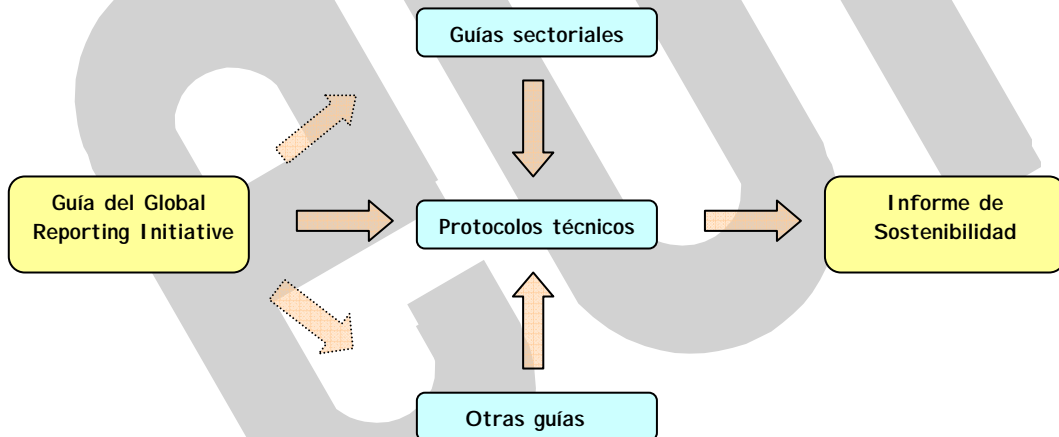 Guías sectoriales
Guía del Global
Reporting Initiative
Protocolos técnicos
Informe de
Sostenibilidad
Otras guías